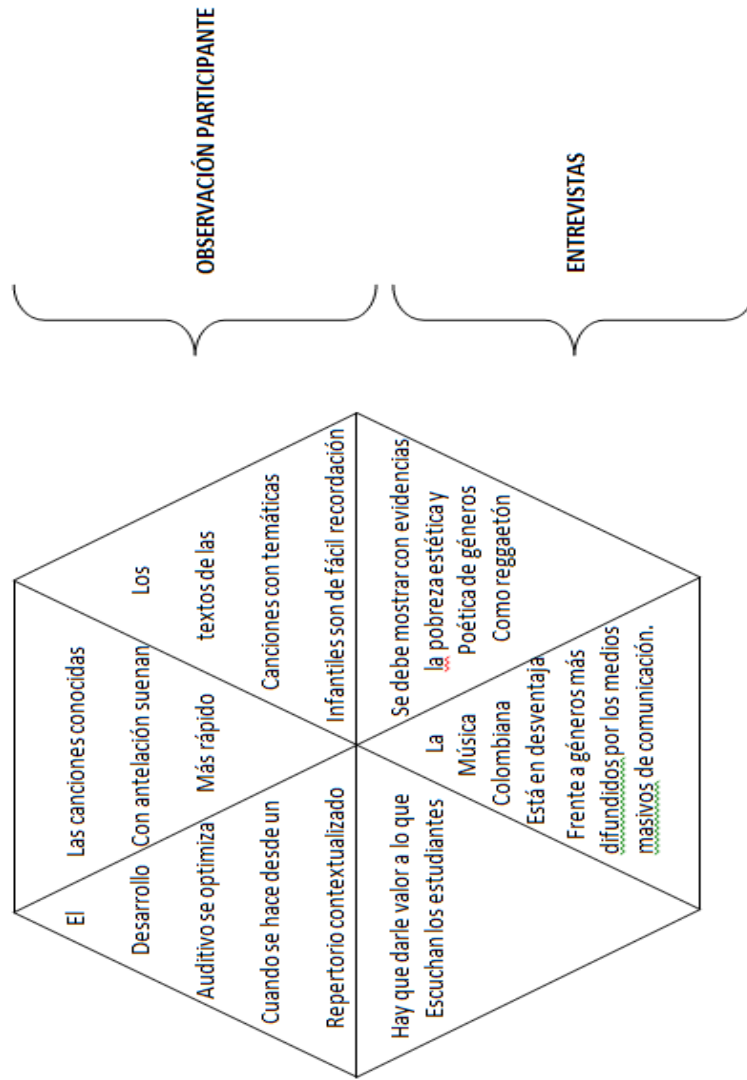 El
Desarrollo
Auditivo se optimiza
Cuando se hace desde un
Repertorio contextualizado
Las canciones conocidas
Con antelación suenan
Más rápido
Los
textos de las
Canciones con temáticas
Infantiles son de fácil recordación
OBSERVACIÓN PARTICIPANTE
Hay que darle valor a lo que
Escuchan los estudiantes
La
Música
Colombiana
Está en desventaja
Frente a géneros más
difundidos por los medios
masivos de comunicación.
Se debe mostrar con evidencias
la pobreza estética y
Poética de géneros
Como reggaetón
ENTREVISTAS